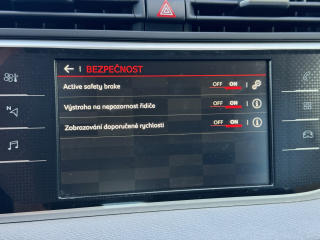 BEZPEČNOST
Active safety brake OFF ON
Výstraha na nepozornost řidiče OFF ON
Zobrazování doporučené rychlosti OFF ON
N